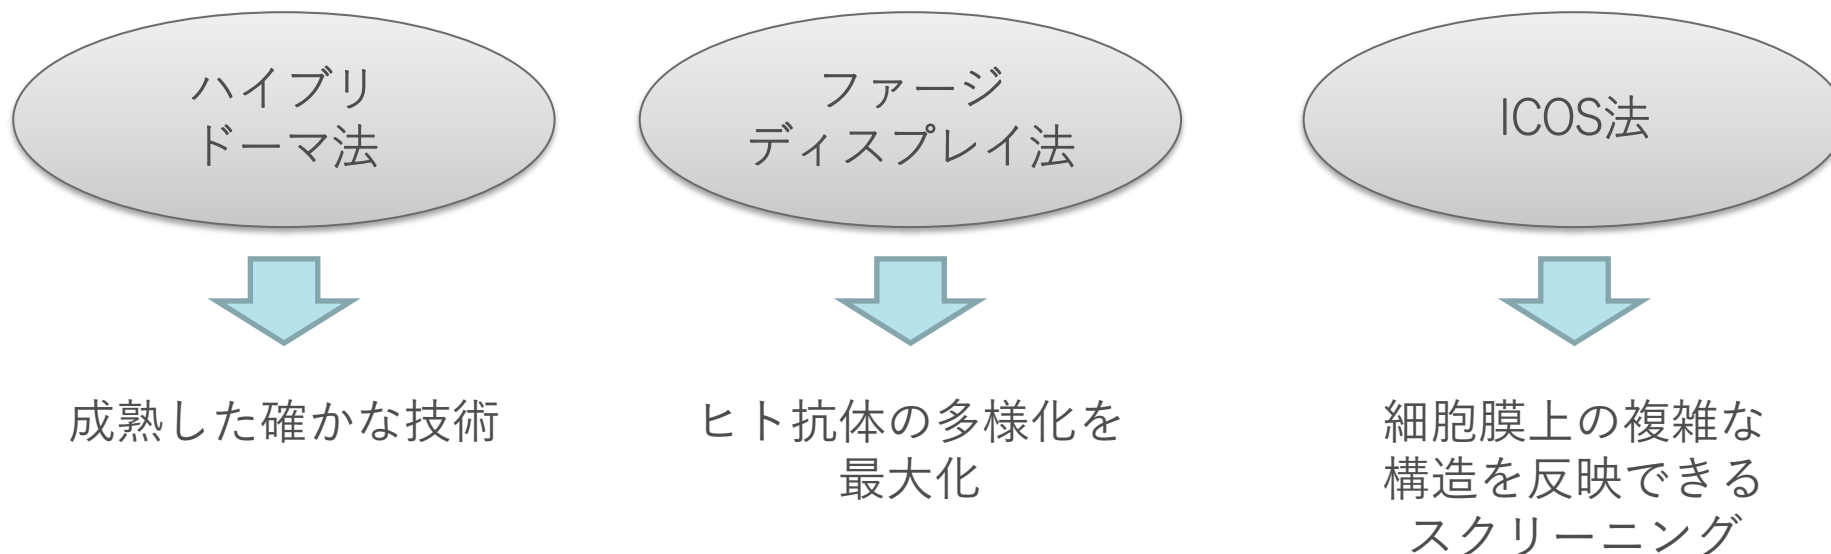 ハイブリ
ドーマ法
ファージ
ディスプレイ法
ICOS法
成熟した確かな技術
ヒト抗体の多様化を
最大化
細胞膜上の複雑な
構造を反映できる
スクリーニング